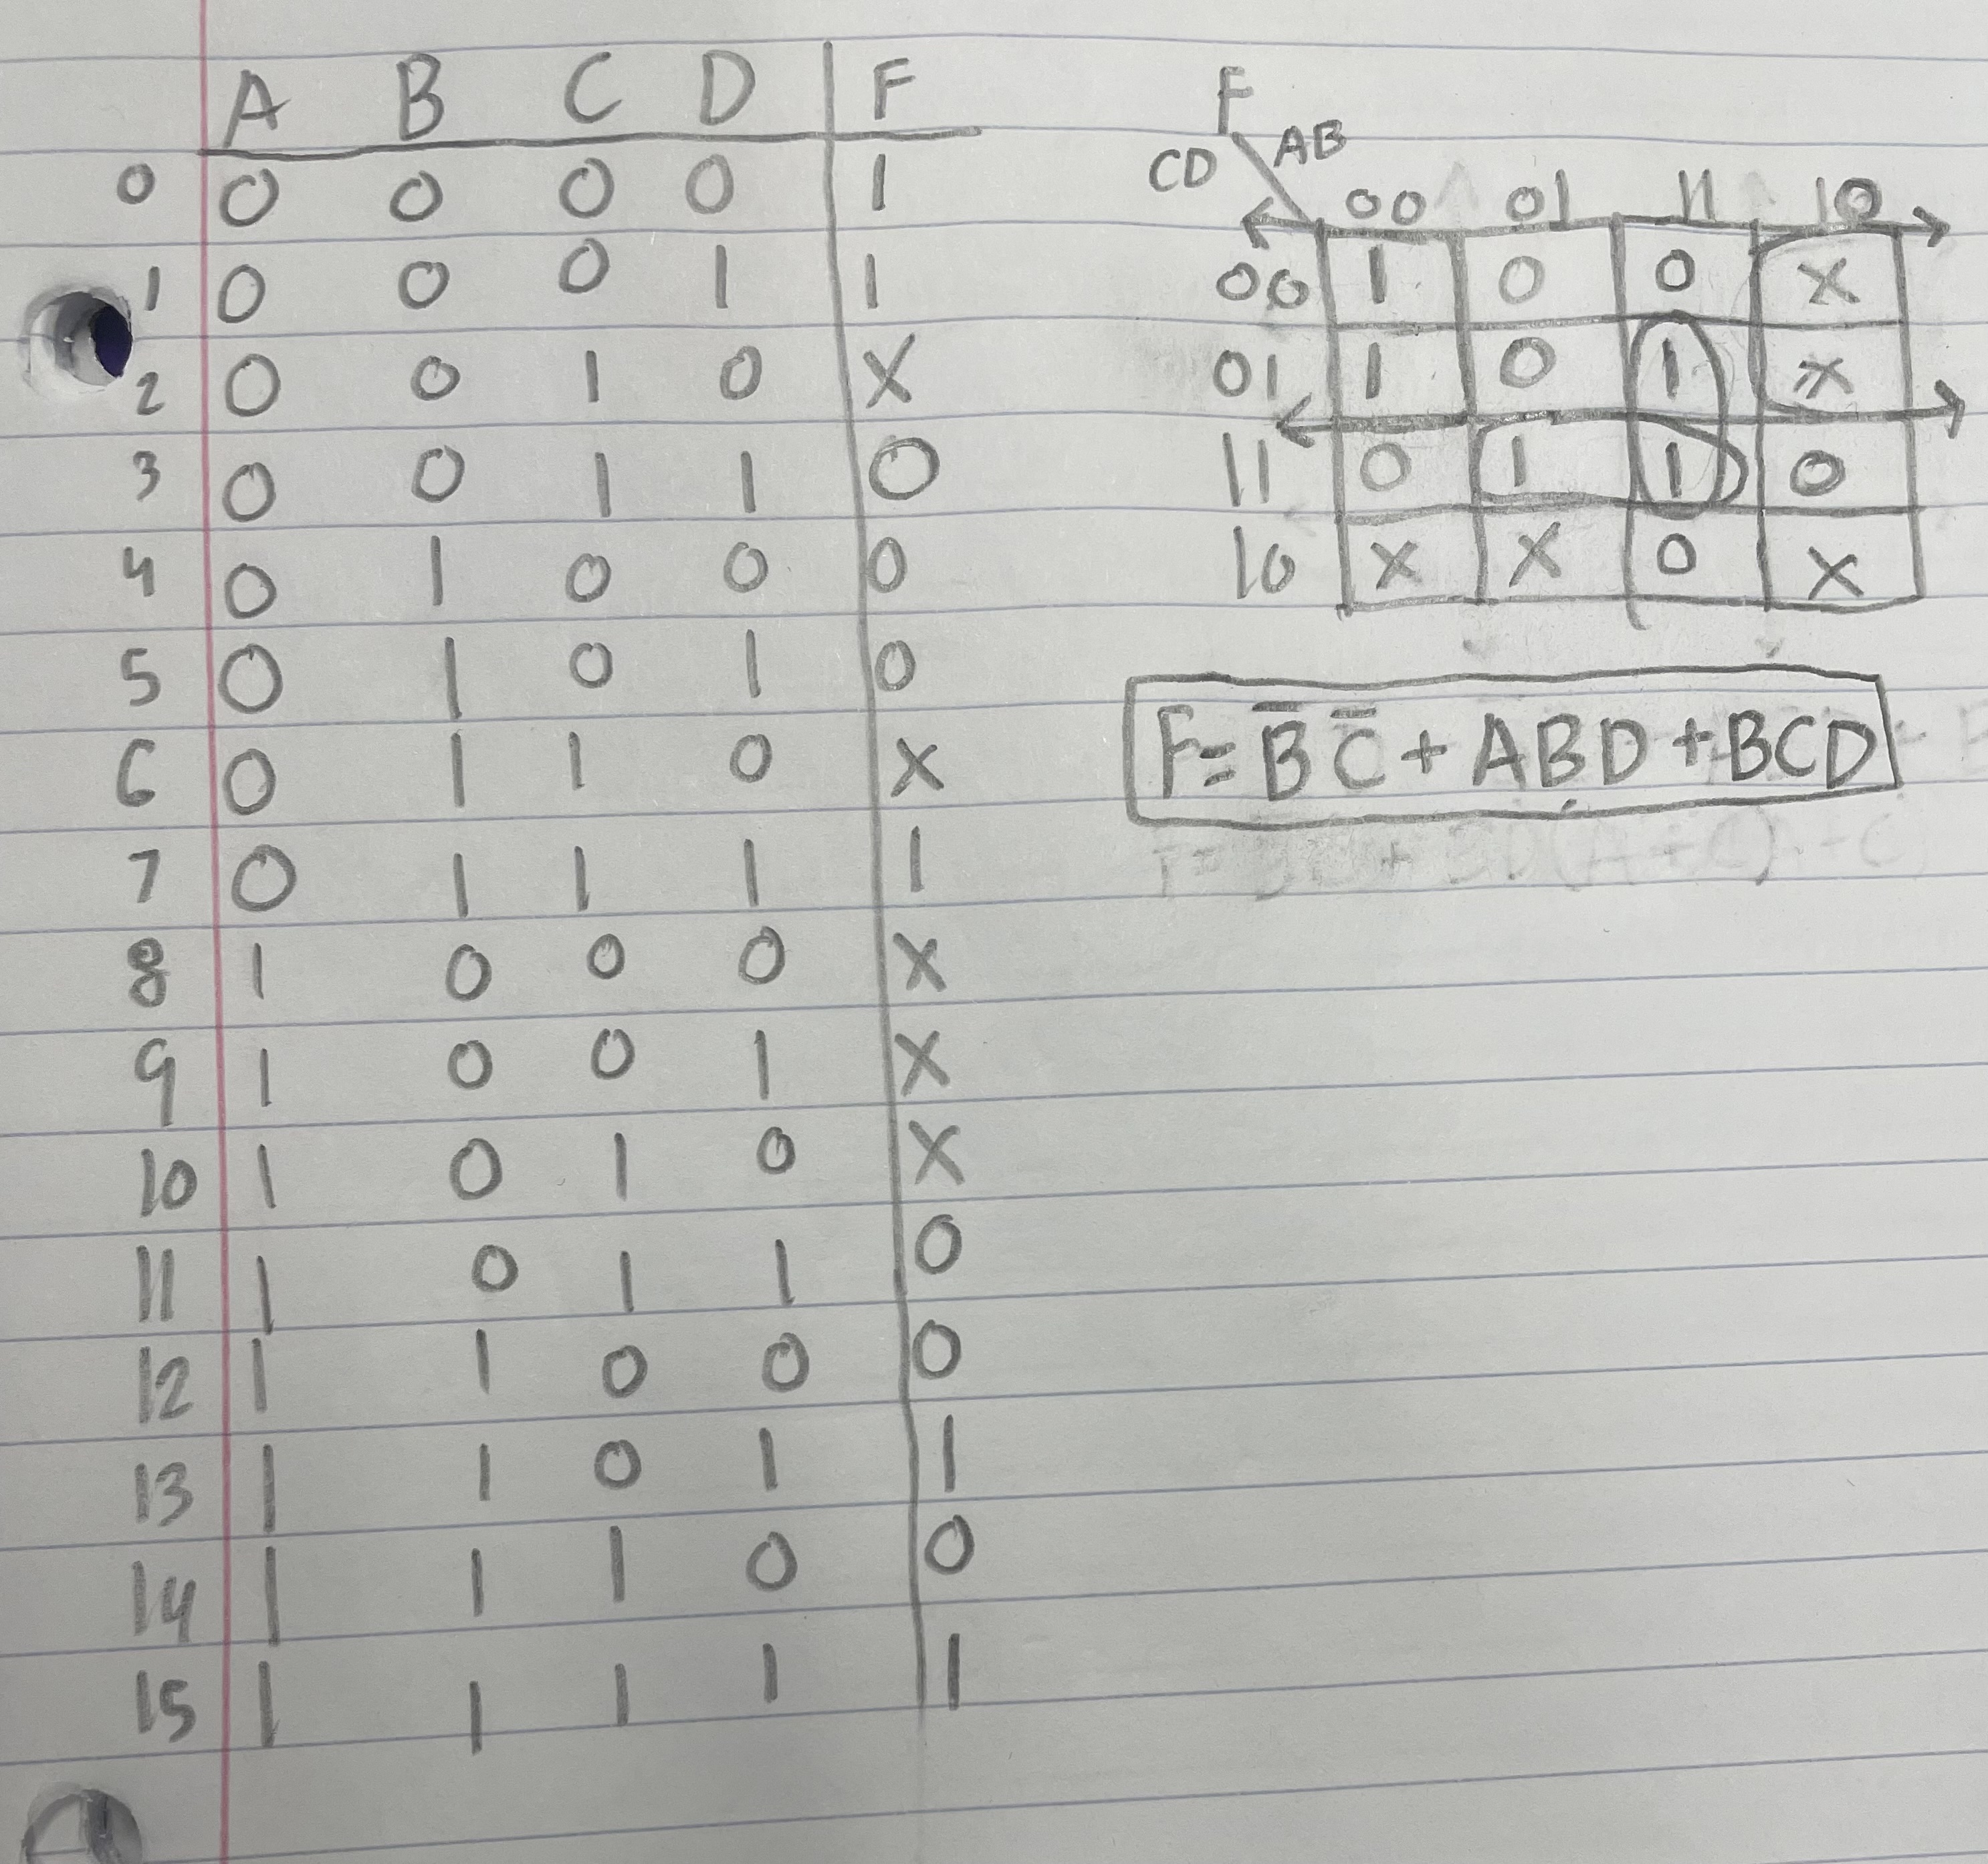 A B C D F
0 0 0 0 0 1
1 0 0 0 1 1
2 0 0 1 0 X
3 0 0 1 1 0
4 0 1 0 0 0
5 0 1 0 1 0
6 0 1 1 0 X
7 0 1 1 1 1
8 1 0 0 0 X
9 1 0 0 1 X
10 1 0 1 0 X
11 1 0 1 1 0
12 1 1 0 0 0
13 1 1 0 1 1
14 1 1 1 0 0
15 1 1 1 1 1
F
CD AB
00 01 11 10
00 1 0 0 X
01 1 0 1 X
11 0 1 1 0
10 X X 0 X
F = B̅ C̅ + ABD + BCD